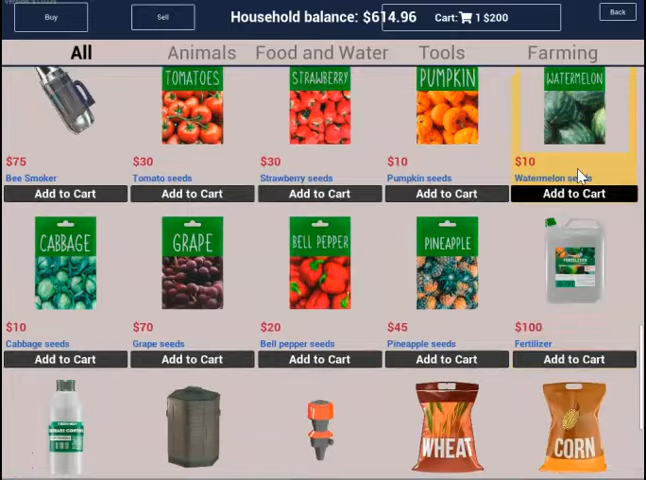 Buy
Sell
Household balance: $614.96
Cart: 1 $200
Back
All
Animals
Food and Water
Tools
Farming
TOMATOES
STRAWBERRY
PUMPKIN
WATERMELON
$75
$30
$30
$10
$10
Bee Smoker
Tomato seeds
Strawberry seeds
Pumpkin seeds
Watermelon seeds
Add to Cart
Add to Cart
Add to Cart
Add to Cart
Add to Cart
CABBAGE
GRAPE
BELL PEPPER
PINEAPPLE
FERTILIZER
$10
$70
$20
$45
$100
Cabbage seeds
Grape seeds
Bell pepper seeds
Pineapple seeds
Fertilizer
Add to Cart
Add to Cart
Add to Cart
Add to Cart
Add to Cart
WHEAT
CORN